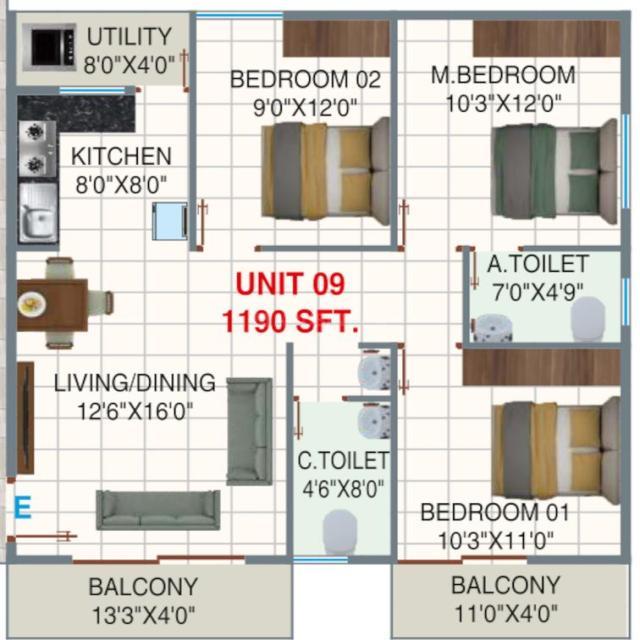 UTILITY
8'0"X4'0"
BEDROOM 02
9'0"X12'0"
M.BEDROOM
10'3"X12'0"
KITCHEN
8'0"X8'0"
A.TOILET
7'0"X4'9"
UNIT 09
1190 SFT.
LIVING/DINING
12'6"X16'0"
C.TOILET
4'6"X8'0"
E
BEDROOM 01
10'3"X11'0"
BALCONY
13'3"X4'0"
BALCONY
11'0"X4'0"